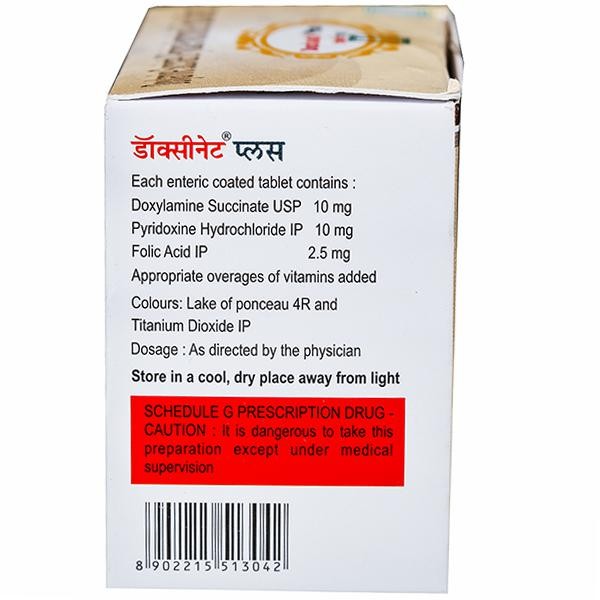 डॉक्सीनेट® प्लस
Each enteric coated tablet contains :
Doxylamine Succinate USP 10 mg
Pyridoxine Hydrochloride IP 10 mg
Folic Acid IP 2.5 mg
Appropriate overages of vitamins added
Colours: Lake of ponceau 4R and
Titanium Dioxide IP
Dosage : As directed by the physician
Store in a cool, dry place away from light
SCHEDULE G PRESCRIPTION DRUG -
CAUTION : It is dangerous to take this
preparation except under medical
supervision
8 902215 513042